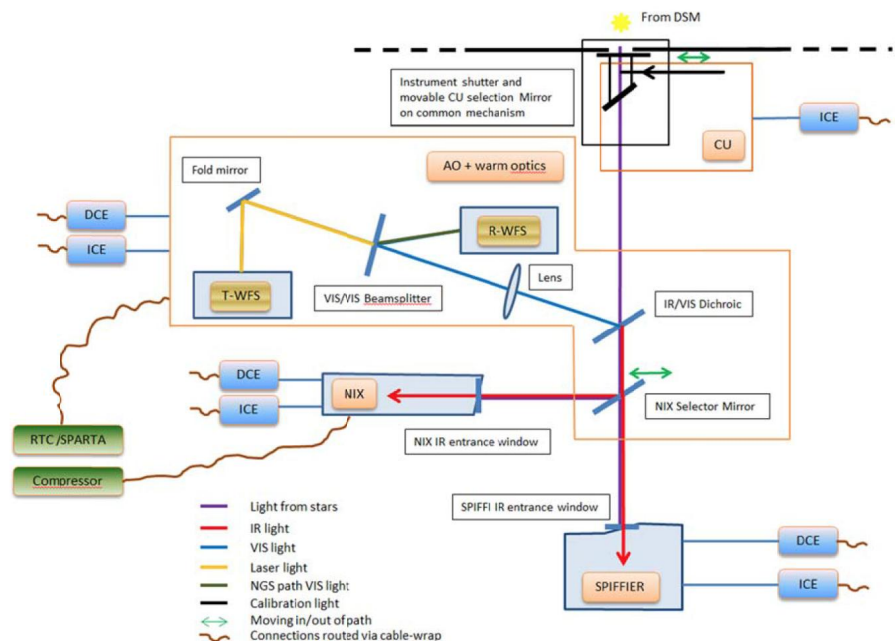 From DSM
Instrument shutter and
movable CU selection Mirror
on common mechanism
ICE
CU
AO + warm optics
Fold mirror
DCE
ICE
R-WFS
T-WFS
VIS/VIS Beamsplitter
Lens
IR/VIS Dichroic
DCE
ICE
NIX
NIX Selector Mirror
NIX IR entrance window
RTC/SPARTA
Compressor
SPIFFI IR entrance window
DCE
ICE
SPIFFIER
Light from stars
IR light
VIS light
Laser light
NGS path VIS light
Calibration light
Moving in/out of path
Connections routed via cable-wrap